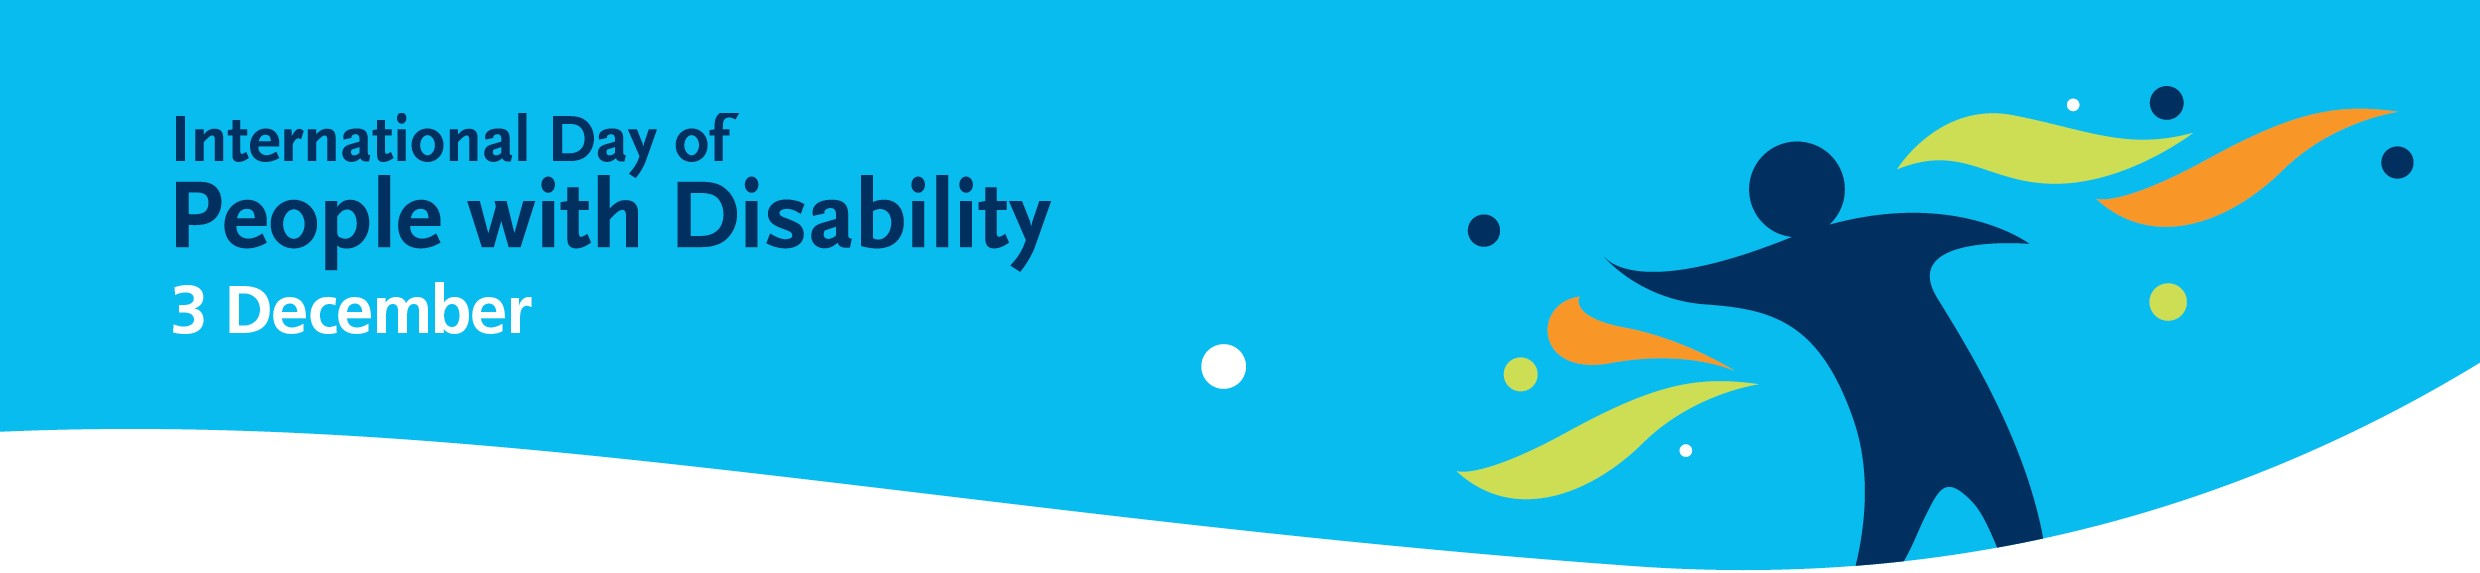 International Day of
People with Disability
3 December